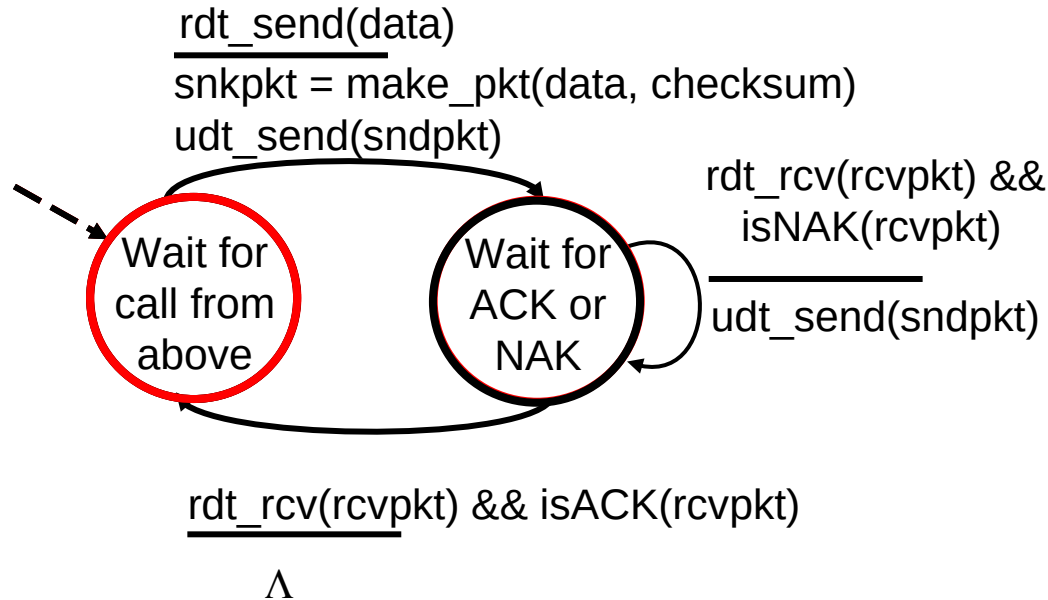 rdt_send(data)
snkpkt = make_pkt(data, checksum)
udt_send(sndpkt)
rdt_rcv(rcvpkt) &&
isNAK(rcvpkt)
udt_send(sndpkt)
Wait for
call from
above
Wait for
ACK or
NAK
rdt_rcv(rcvpkt) && isACK(rcvpkt)
Λ